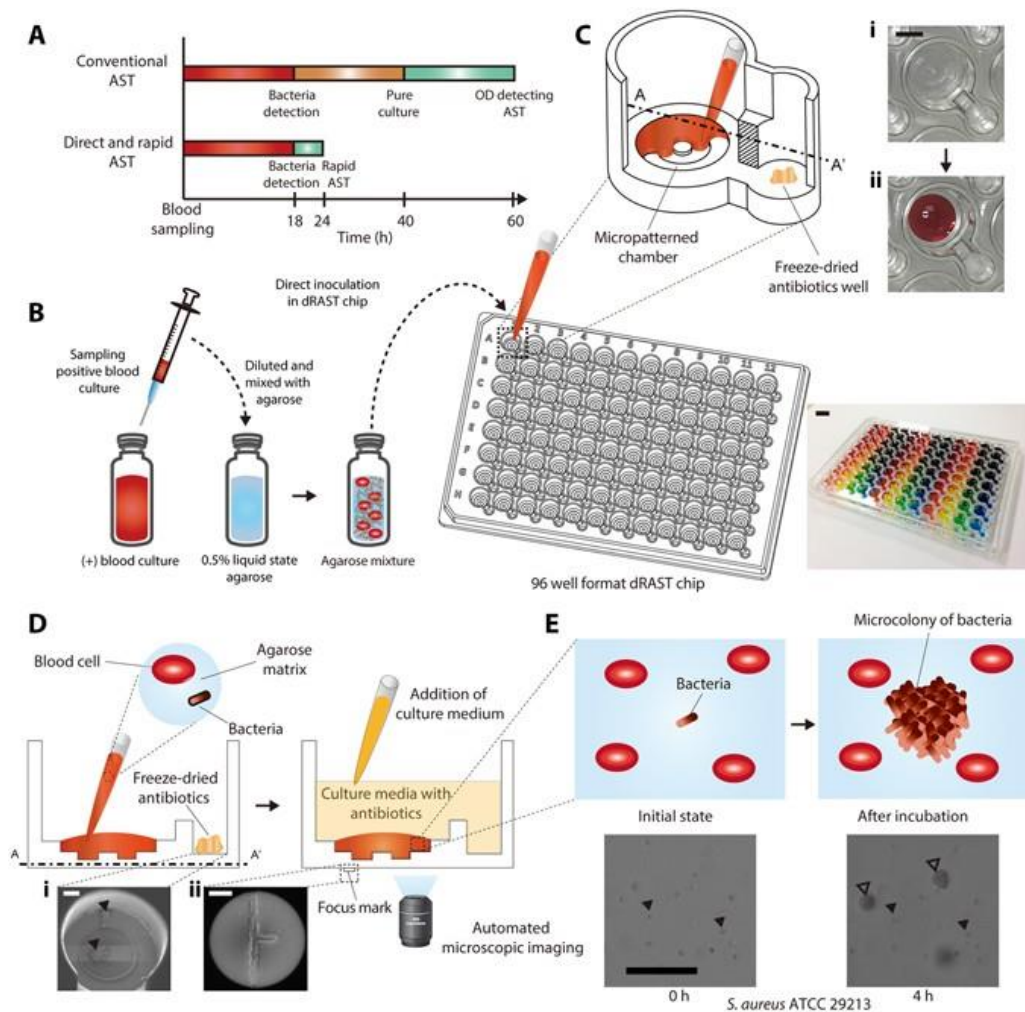 A
Conventional
AST
Bacteria
detection
Pure
culture
OD detecting
AST
Direct and rapid
AST
Bacteria
detection
Rapid
AST
Blood
sampling
18
24
40
60
Time (h)
B
Sampling
positive blood
culture
Diluted and
mixed with
agarose
Direct inoculation
in dRAST chip
(+) blood culture
0.5% liquid state
agarose
Agarose mixture
A
B
C
D
E
F
G
H
2
3
4
5
6
7
8
9
10
11
12
96 well format dRAST chip
C
A
A'
Micropatterned
chamber
Freeze-dried
antibiotics well
i
ii
D
Blood cell
Agarose
matrix
Bacteria
Freeze-dried
antibiotics
A
A'
Addition of
culture medium
Culture media with
antibiotics
i
ii
Focus mark
Automated
microscopic imaging
E
Bacteria
Microcolony of bacteria
Initial state
After incubation
0 h
4 h
S. aureus ATCC 29213